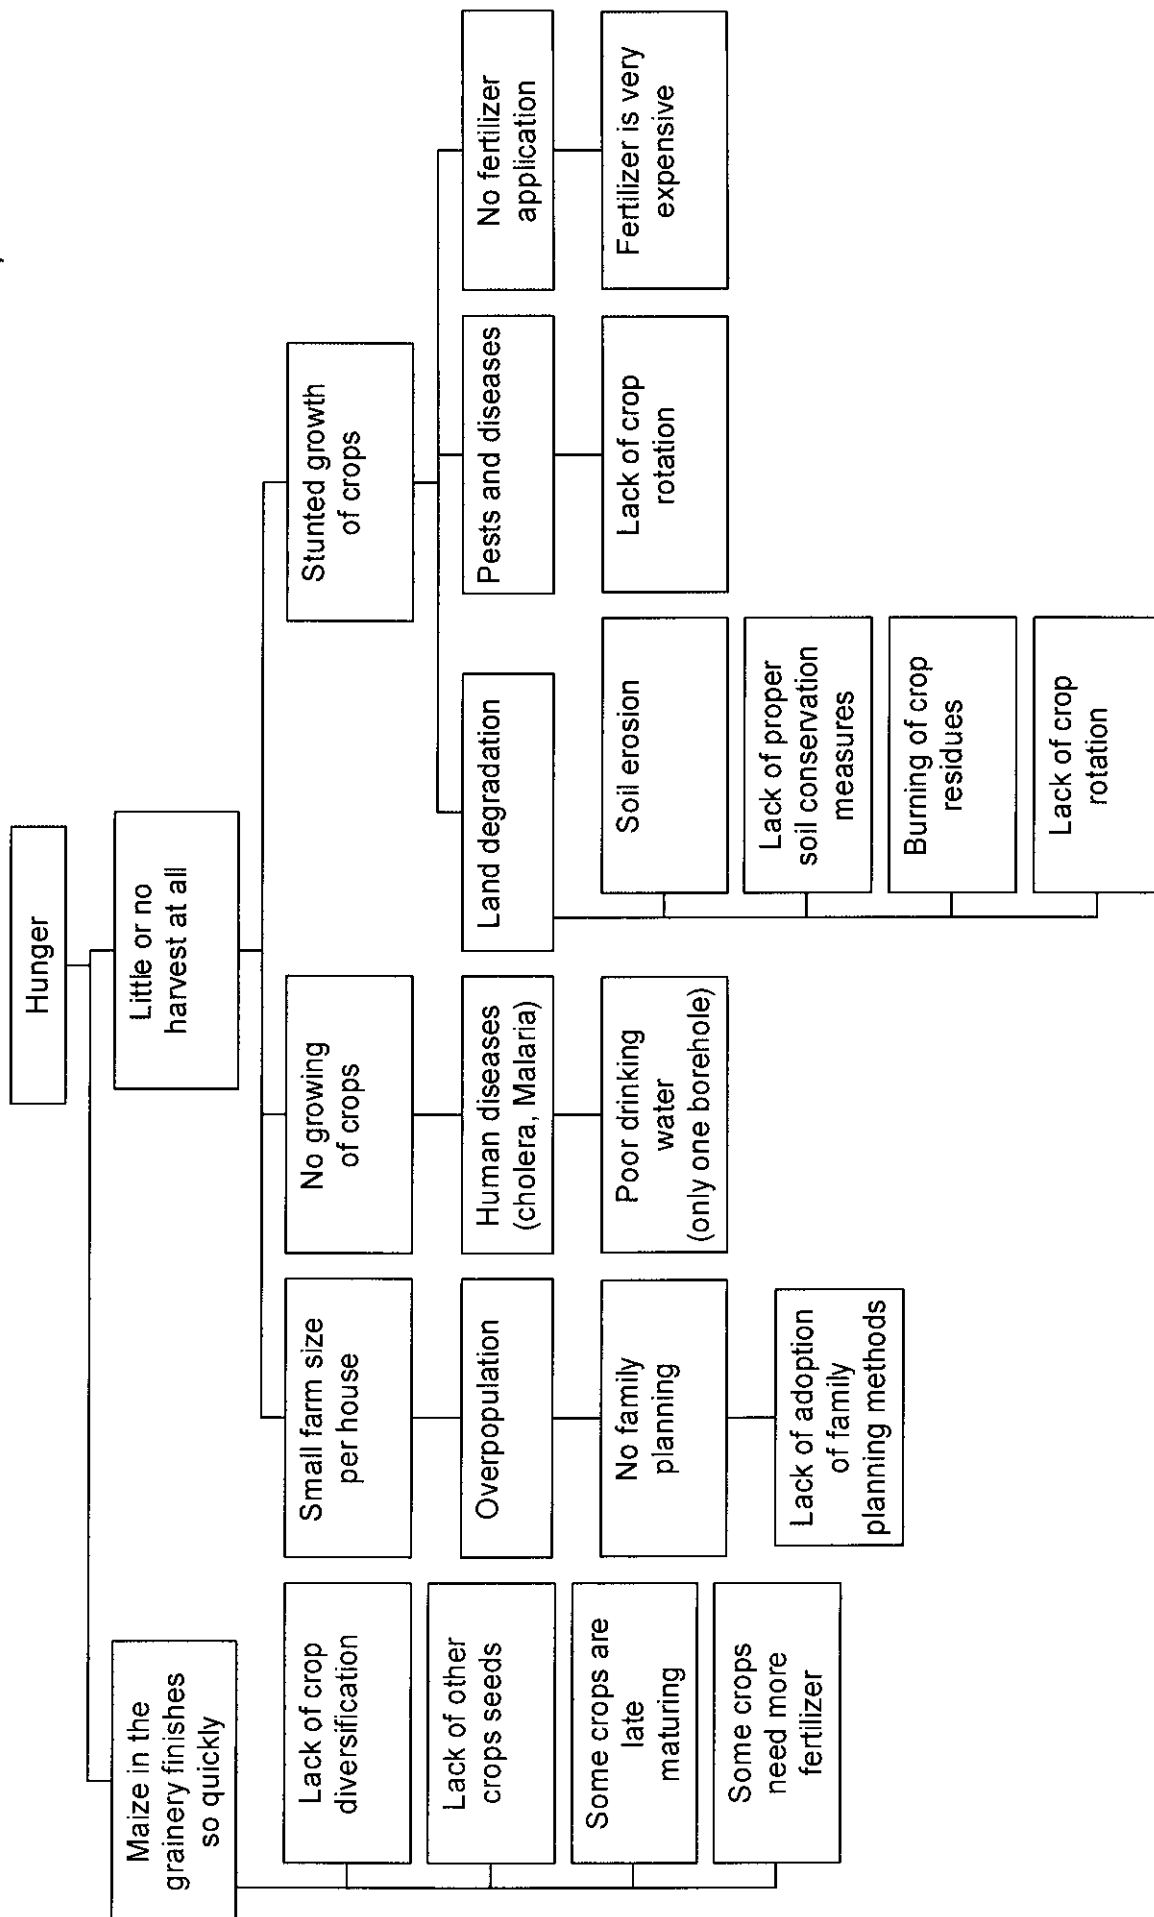 Hunger
Maize in the
grainery finishes
so quickly
Little or no
harvest at all
Lack of crop
diversification
Lack of other
crops seeds
Some crops are
late
maturing
Some crops
need more
fertilizer
Small farm size
per house
Overpopulation
No family
planning
Lack of adoption
of family
planning methods
No growing
of crops
Human diseases
(cholera, Malaria)
Poor drinking
water
(only one borehole)
Stunted growth
of crops
Land degradation
Soil erosion
Lack of proper
soil conservation
measures
Burning of crop
residues
Lack of crop
rotation
Pests and diseases
Lack of crop
rotation
No fertilizer
application
Fertilizer is very
expensive